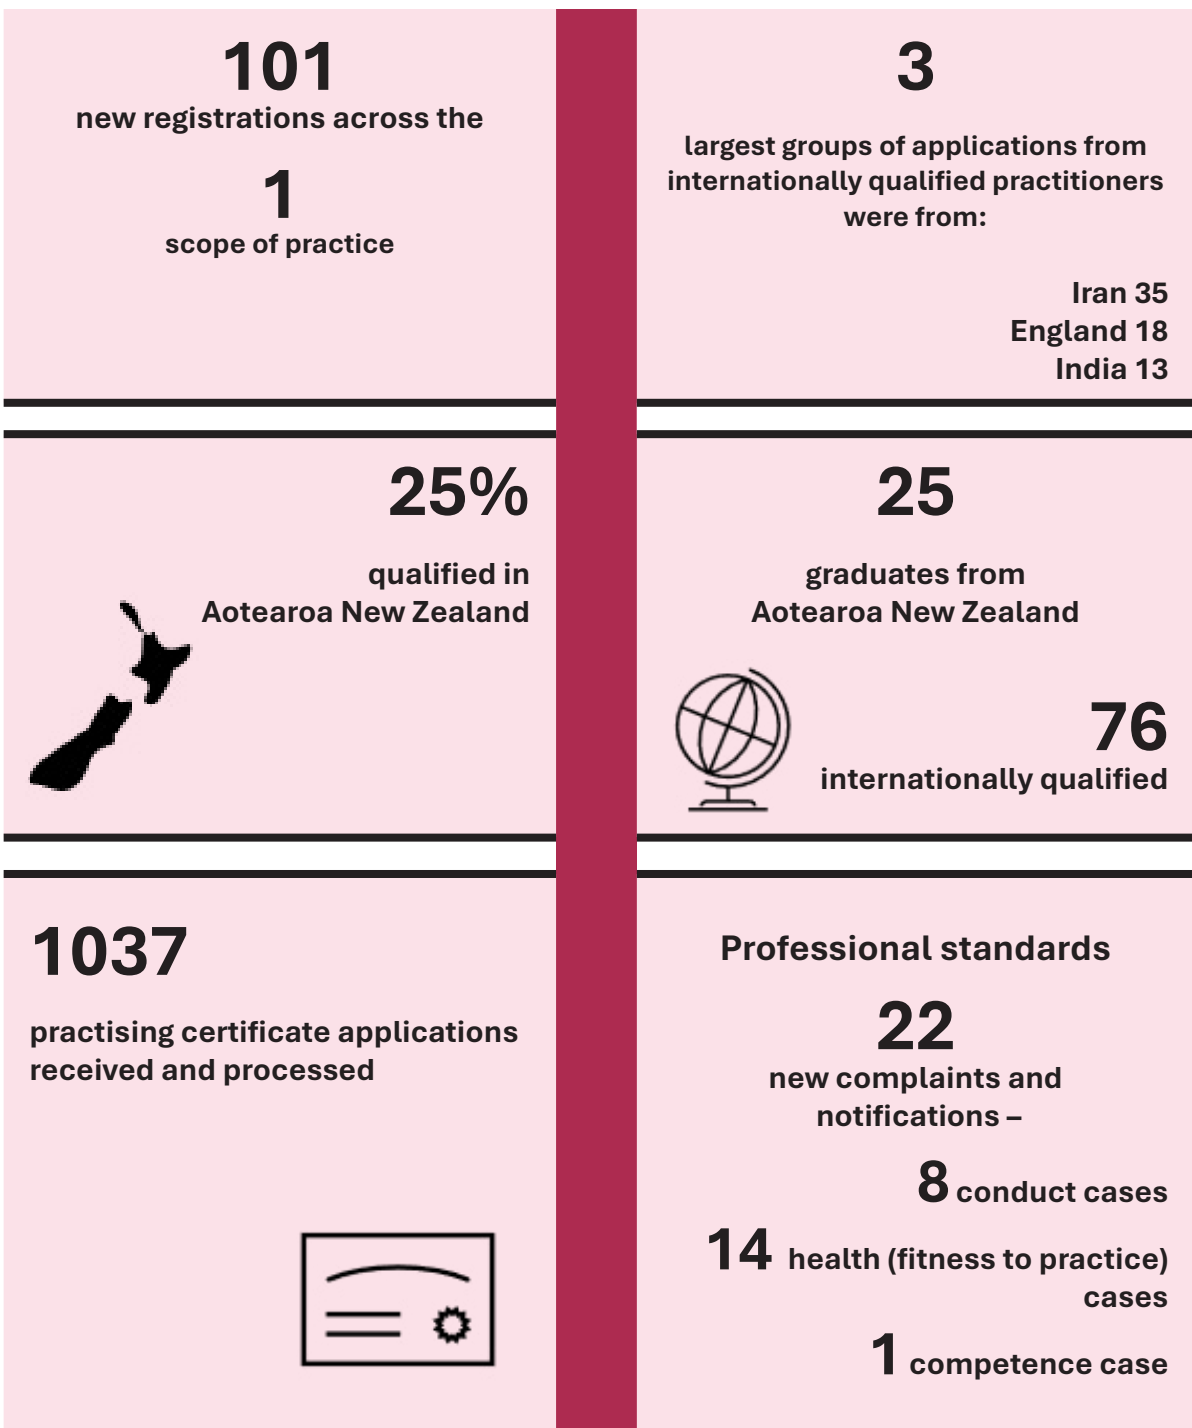 101
new registrations across the
1
scope of practice
3
largest groups of applications from
internationally qualified practitioners
were from:
Iran 35
England 18
India 13
25%
qualified in
Aotearoa New Zealand
25
graduates from
Aotearoa New Zealand
76
internationally qualified
1037
practising certificate applications
received and processed
Professional standards
22
new complaints and
notifications –
8 conduct cases
14 health (fitness to practice)
cases
1 competence case